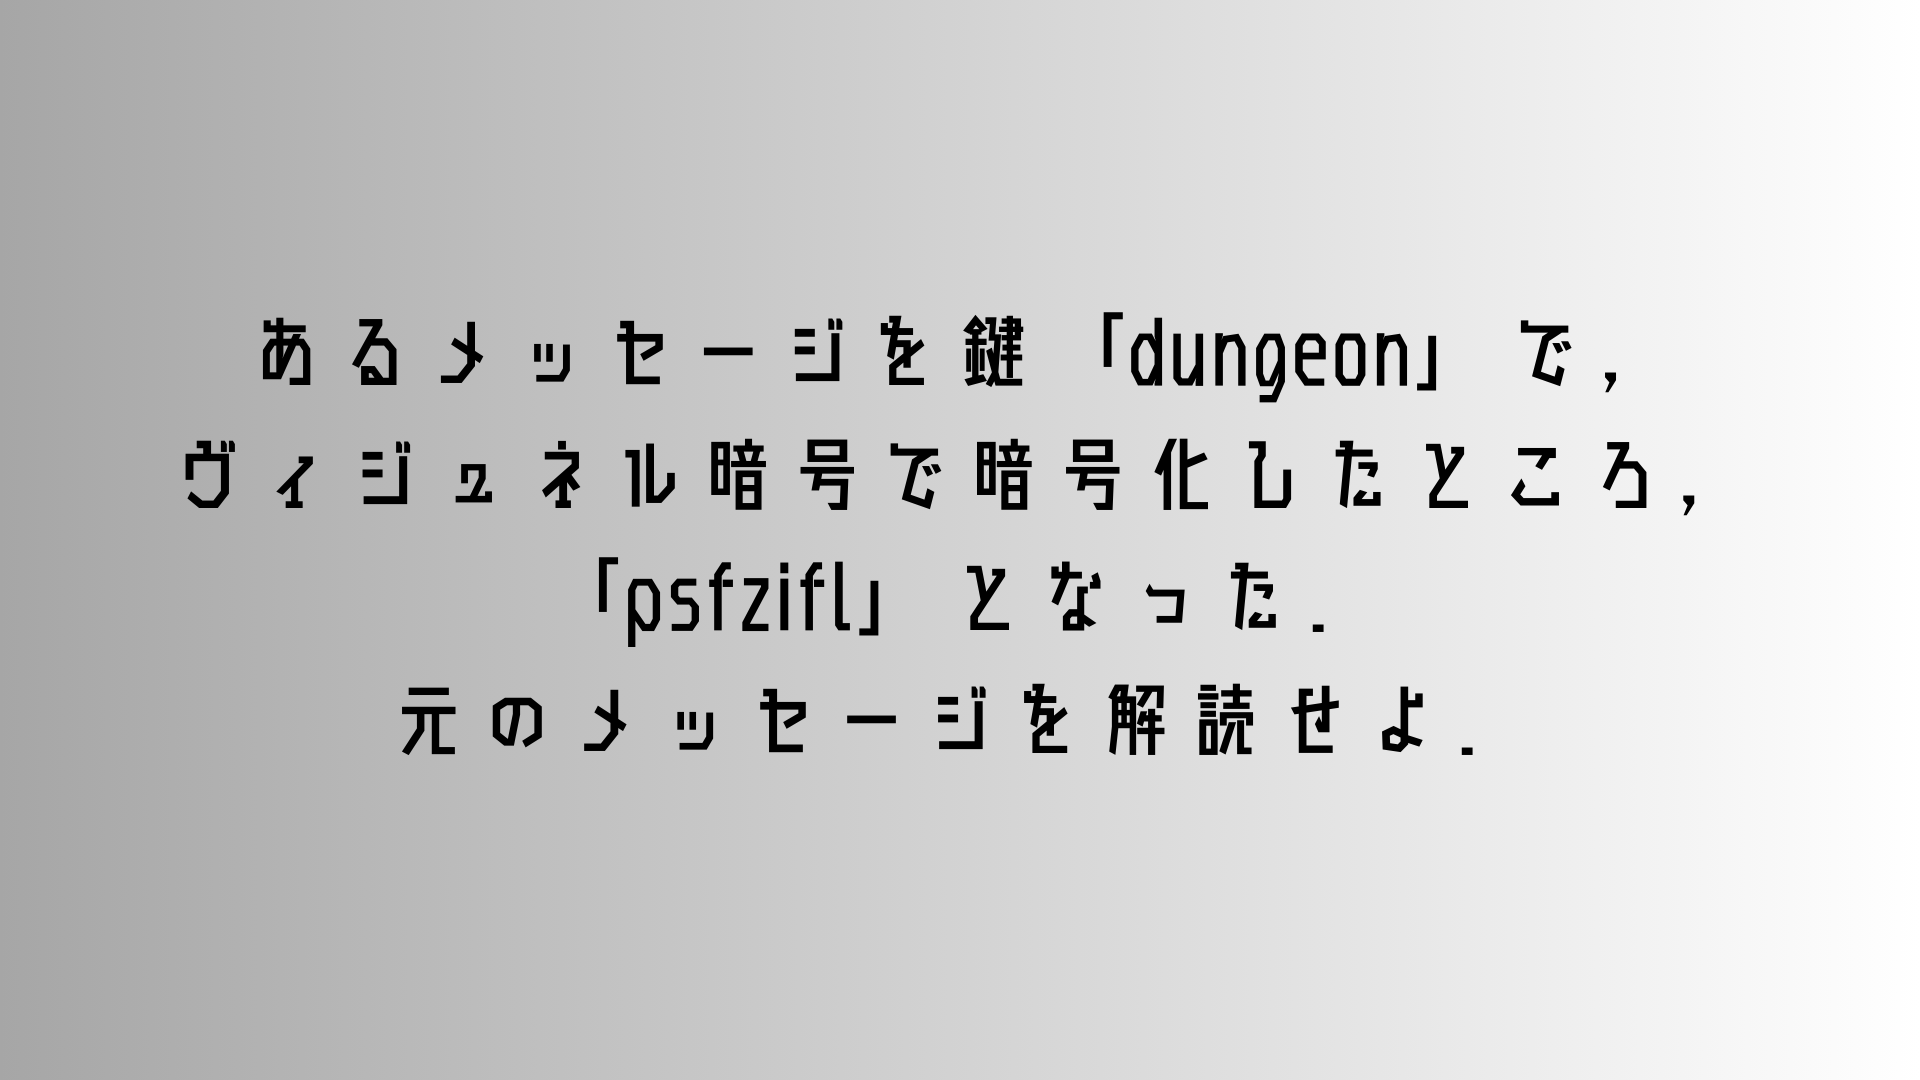 あるメッセージを鍵「dungeon」で,
ヴィジュネル暗号で暗号化したところ,
「psfzifl」となった.
元のメッセージを解読せよ.